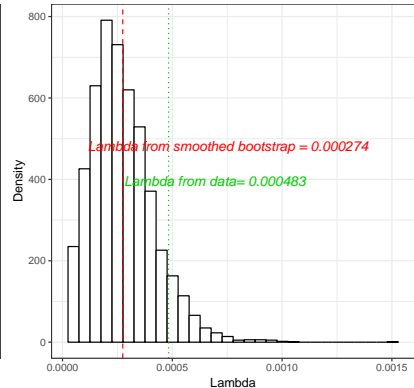 800
600
400
200
0
Density
Lambda from smoothed bootstrap = 0.000274
Lambda from data= 0.000483
0.0000 0.0005 0.0010 0.0015
Lambda